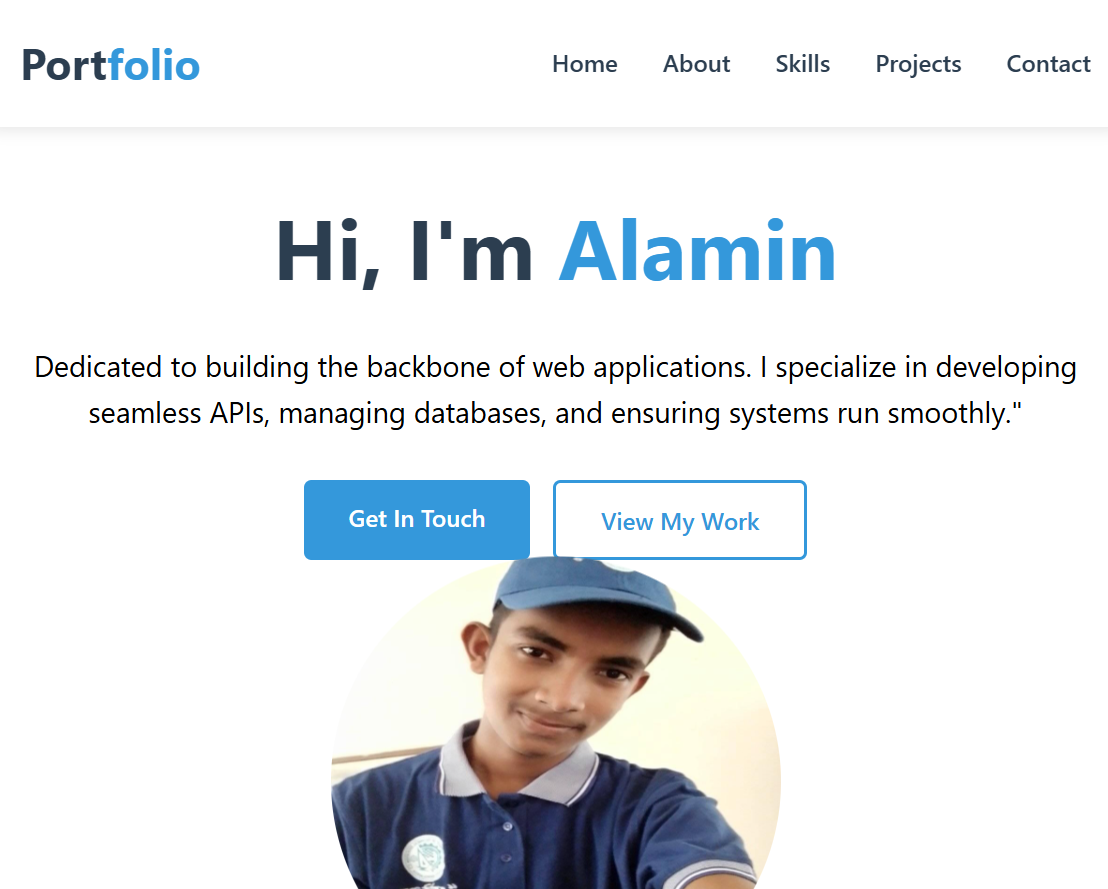 Portfolio
Home About Skills Projects Contact
Hi, I'm Alamin
Dedicated to building the backbone of web applications. I specialize in developing
seamless APIs, managing databases, and ensuring systems run smoothly."
Get In Touch
View My Work